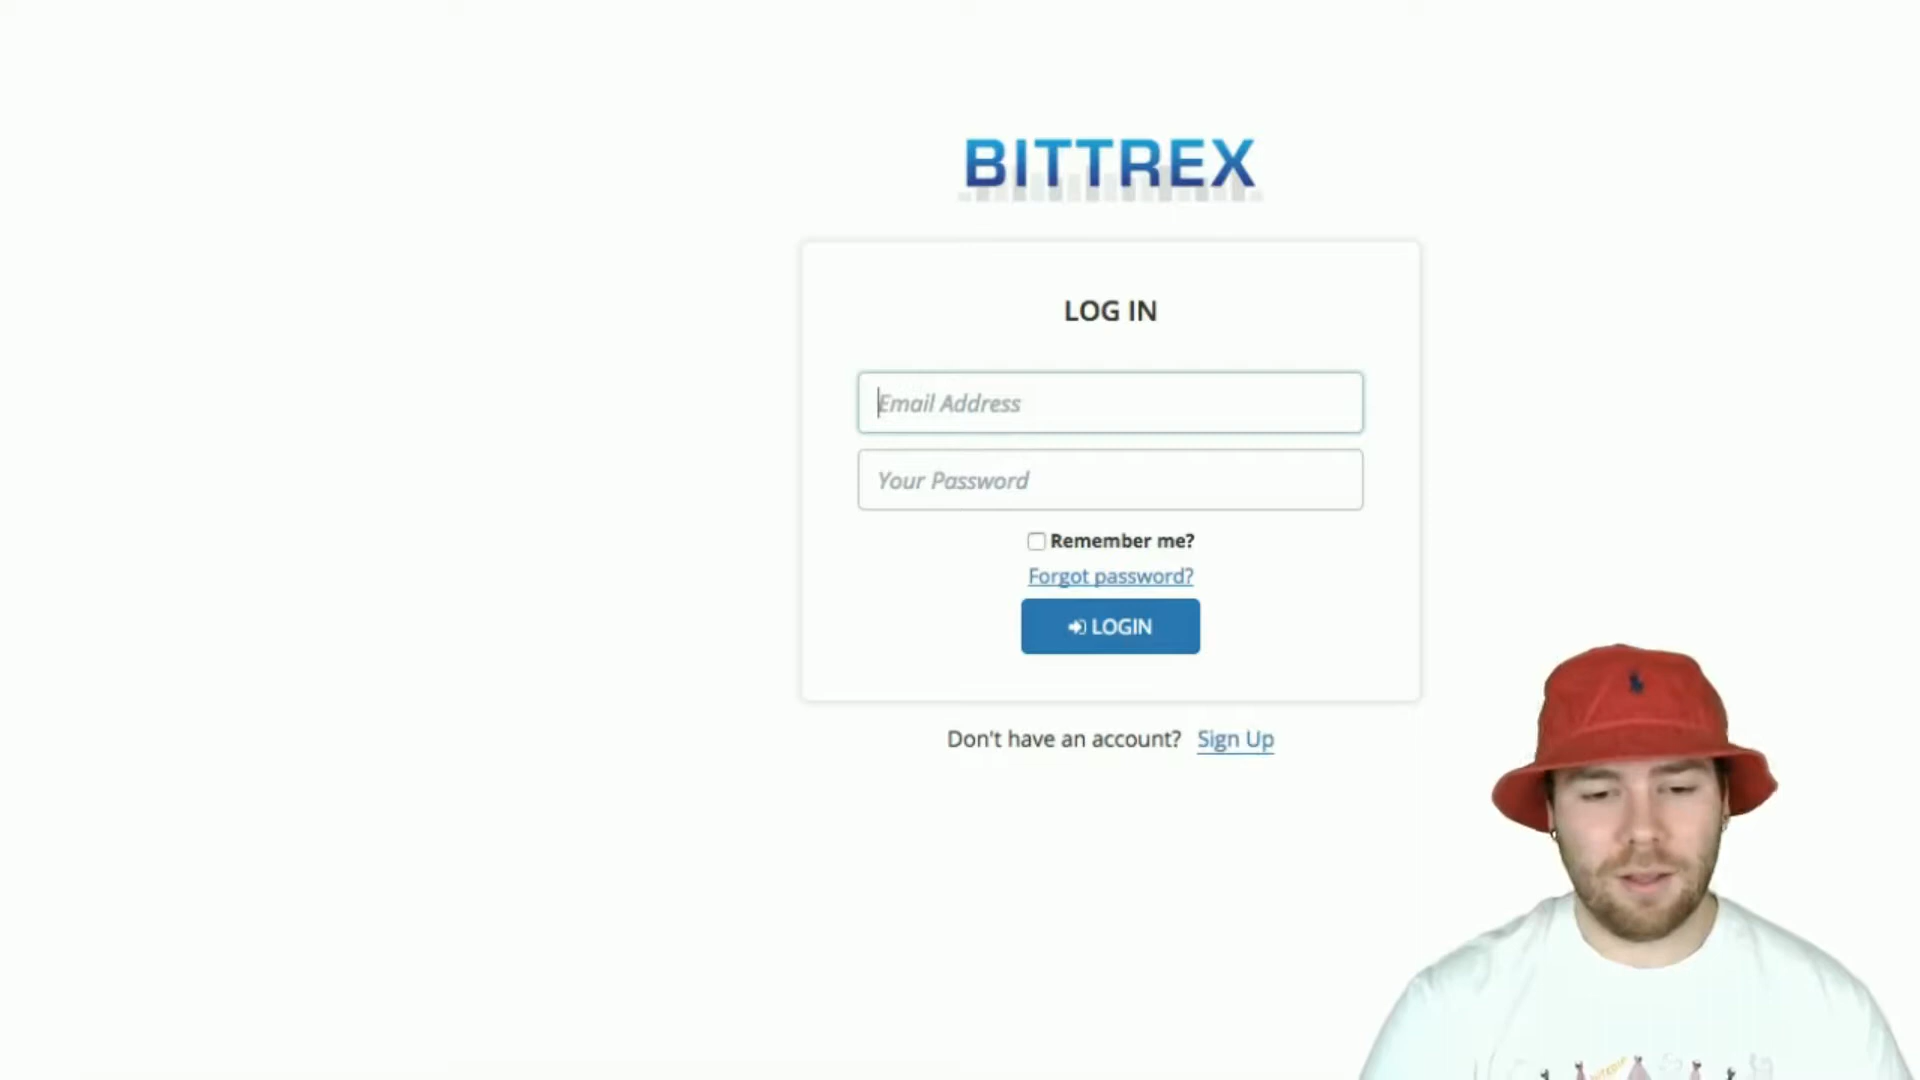 BITTREX
LOG IN
Email Address
Your Password
Remember me?
Forgot password?
LOGIN
Don't have an account? Sign Up